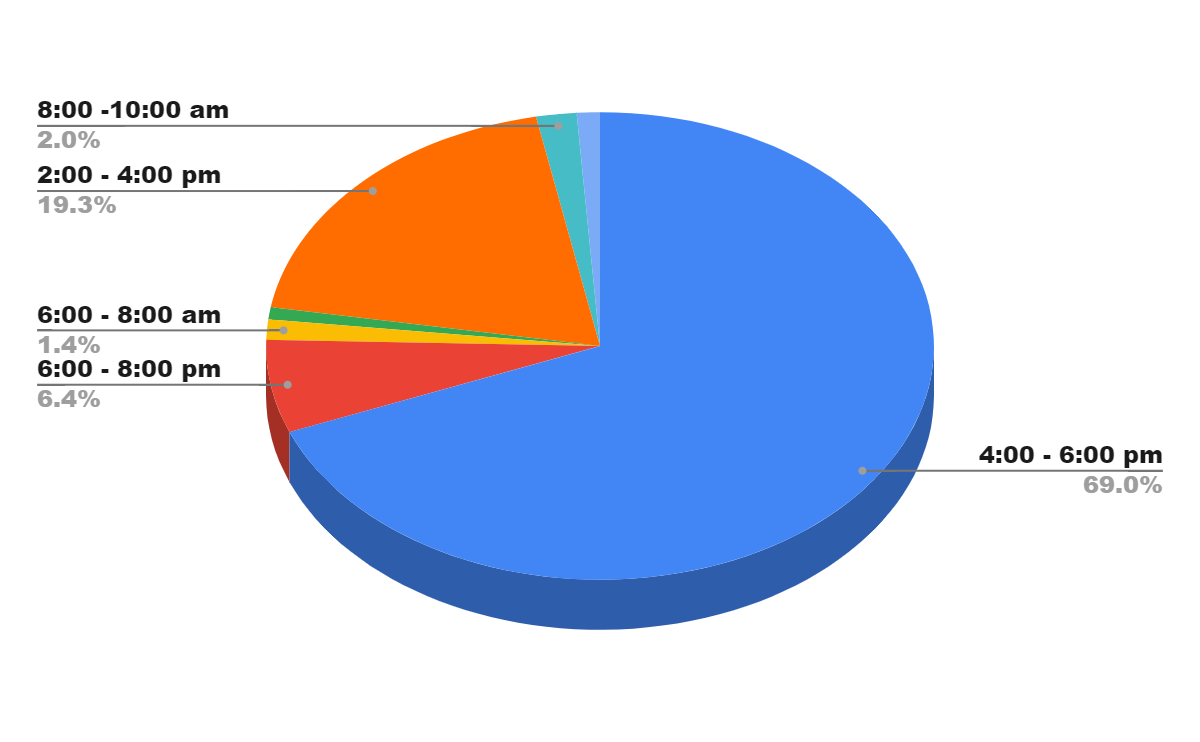 8:00 -10:00 am
2.0%
2:00 - 4:00 pm
19.3%
6:00 - 8:00 am
1.4%
6:00 - 8:00 pm
6.4%
4:00 - 6:00 pm
69.0%